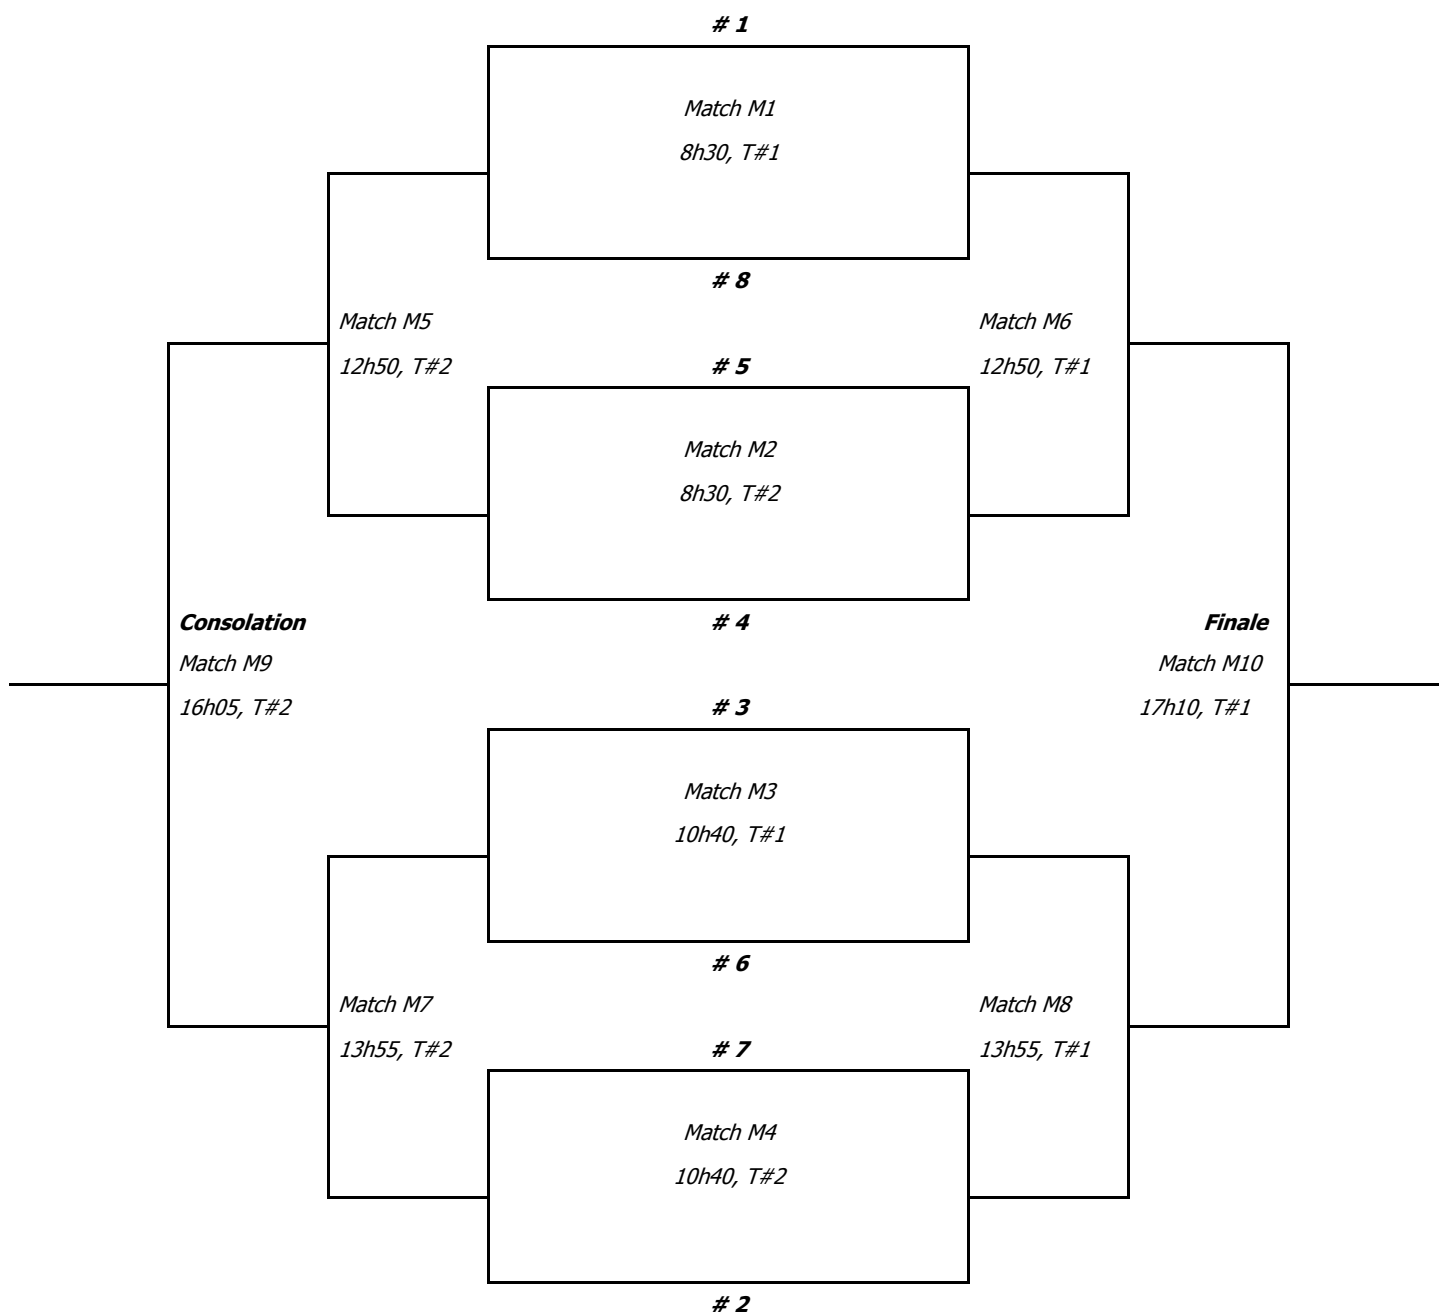 # 1
Match M1
8h30, T#1
# 8
Match M5
Match M6
12h50, T#2
# 5
12h50, T#1
Match M2
8h30, T#2
Consolation
# 4
Finale
Match M9
Match M10
16h05, T#2
# 3
17h10, T#1
Match M3
10h40, T#1
# 6
Match M7
Match M8
13h55, T#2
# 7
13h55, T#1
Match M4
10h40, T#2
# 2